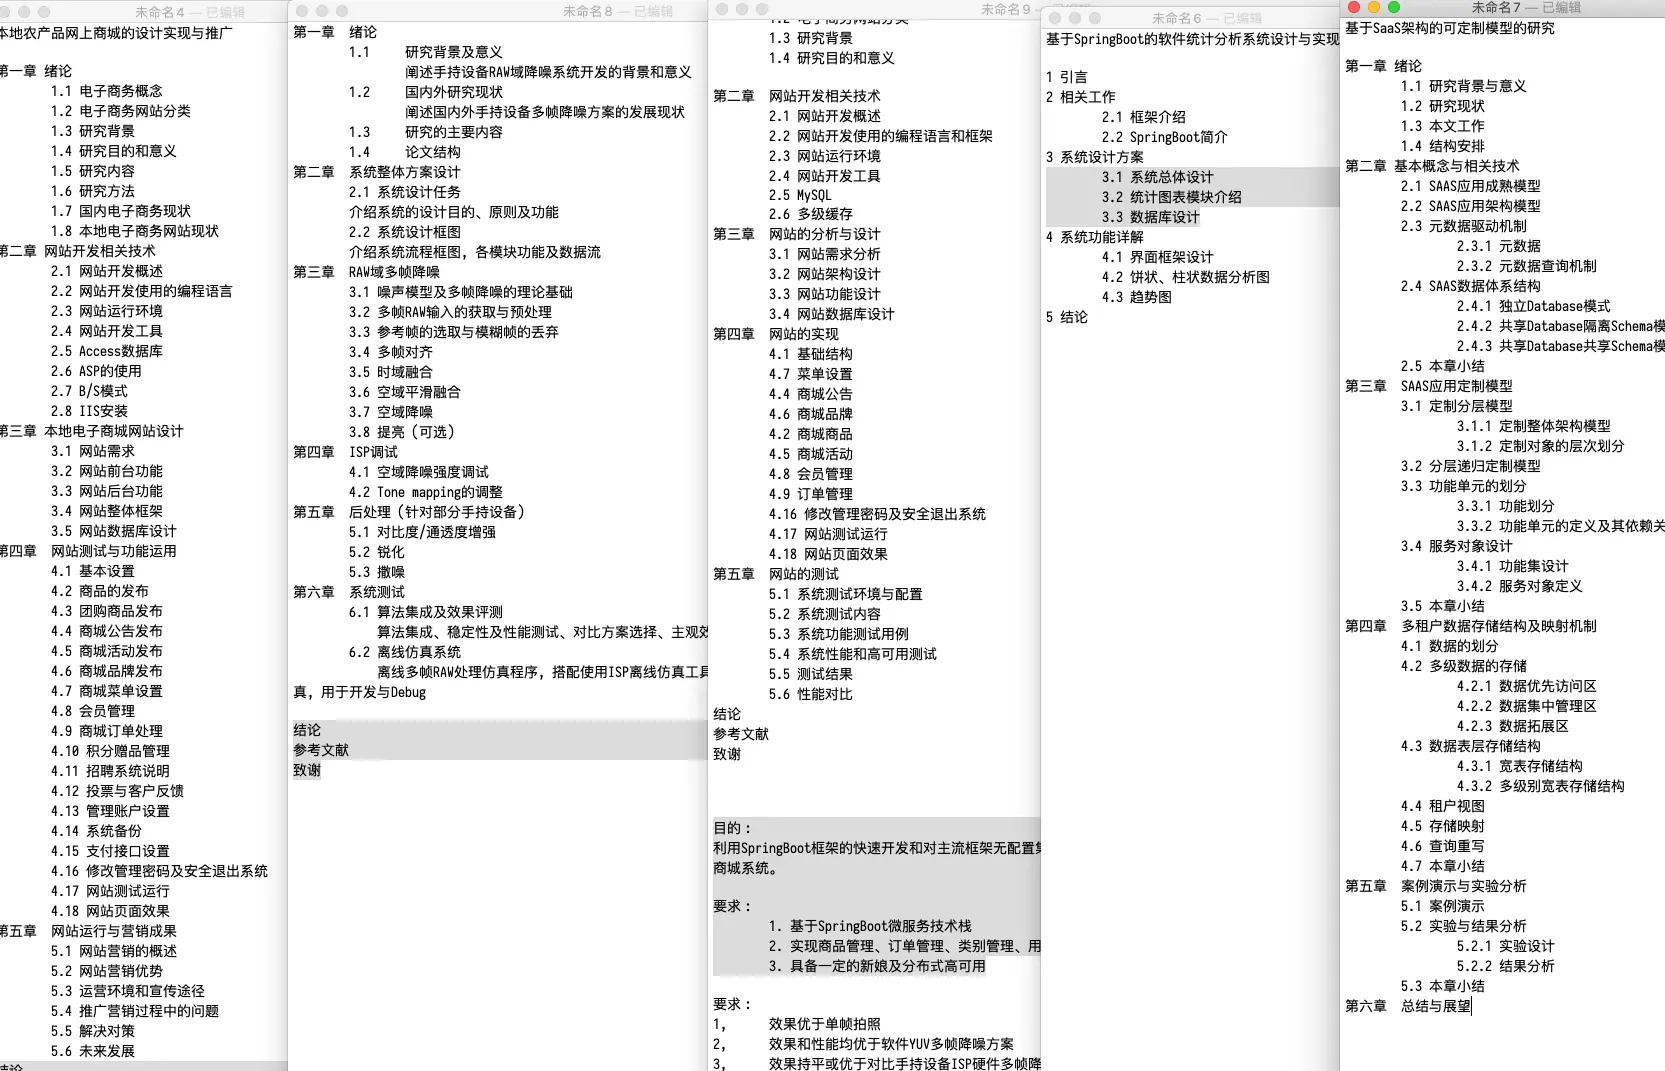 未命名 4 — 已编辑
本地农产品网上商城的设计实现与推广
第一章 绪论
1.1 电子商务概念
1.2 电子商务网站分类
1.3 研究背景
1.4 研究目的和意义
1.5 研究内容
1.6 研究方法
1.7 国内电子商务现状
1.8 本地电子商务网站现状
第二章 网站开发相关技术
2.1 网站开发概述
2.2 网站开发使用的编程语言
2.3 网站运行环境
2.4 网站开发工具
2.5 Access数据库
2.6 ASP的使用
2.7 B/S模式
2.8 IIS安装
第三章 本地电子商城网站设计
3.1 网站需求
3.2 网站前台功能
3.3 网站后台功能
3.4 网站整体框架
3.5 网站数据库设计
第四章 网站测试与功能运用
4.1 基本设置
4.2 商品的发布
4.3 团购商品发布
4.4 商城公告发布
4.5 商城活动发布
4.6 商城品牌发布
4.7 商城菜单设置
4.8 会员管理
4.9 商城订单处理
4.10 积分赠品管理
4.11 招聘系统说明
4.12 投票与客户反馈
4.13 管理账户设置
4.14 系统备份
4.15 支付接口设置
4.16 修改管理密码及安全退出系统
4.17 网站测试运行
4.18 网站页面效果
第五章 网站运行与营销成果
5.1 网站营销的概述
5.2 网站营销优势
5.3 运营环境和宣传途径
5.4 推广营销过程中的问题
5.5 解决对策
5.6 未来发展
结论
未命名 8 — 已编辑
第一章 绪论
1.1 研究背景及意义
阐述手持设备RAW域降噪系统开发的背景和意义
1.2 国内外研究现状
阐述国内外手持设备多帧降噪方案的发展现状
1.3 研究的主要内容
1.4 论文结构
第二章 系统整体方案设计
2.1 系统设计任务
介绍系统的设计目的、原则及功能
2.2 系统设计框图
介绍系统流程框图，各模块功能及数据流
第三章 RAW域多帧降噪
3.1 噪声模型及多帧降噪的理论基础
3.2 多帧RAW输入的获取与预处理
3.3 参考帧的选取与模糊帧的丢弃
3.4 多帧对齐
3.5 时域融合
3.6 空域平滑融合
3.7 空域降噪
3.8 提亮（可选）
第四章 ISP调试
4.1 空域降噪强度调试
4.2 Tone mapping的调整
第五章 后处理（针对部分手持设备）
5.1 对比度/通透度增强
5.2 锐化
5.3 撒噪
第六章 系统测试
6.1 算法集成及效果评测
算法集成、稳定性及性能测试、对比方案选择、主观效
6.2 离线仿真系统
离线多帧RAW处理仿真程序，搭配使用ISP离线仿真工具
真，用于开发与Debug
结论
参考文献
致谢
未命名 9 —
1.2 电子商务网站分类
1.3 研究背景
1.4 研究目的和意义
第二章 网站开发相关技术
2.1 网站开发概述
2.2 网站开发使用的编程语言和框架
2.3 网站运行环境
2.4 网站开发工具
2.5 MySQL
2.6 多级缓存
第三章 网站的分析与设计
3.1 网站需求分析
3.2 网站架构设计
3.3 网站功能设计
3.4 网站数据库设计
第四章 网站的实现
4.1 基础结构
4.7 菜单设置
4.4 商城公告
4.6 商城品牌
4.2 商城商品
4.5 商城活动
4.8 会员管理
4.9 订单管理
4.16 修改管理密码及安全退出系统
4.17 网站测试运行
4.18 网站页面效果
第五章 网站的测试
5.1 系统测试环境与配置
5.2 系统测试内容
5.3 系统功能测试用例
5.4 系统性能和高可用测试
5.5 测试结果
5.6 性能对比
结论
参考文献
致谢
目的：
利用SpringBoot框架的快速开发和对主流框架无配置集
商城系统。
要求：
1. 基于SpringBoot微服务技术栈
2. 实现商品管理、订单管理、类别管理、用
3. 具备一定的新娘及分布式高可用
要求：
1, 效果优于单帧拍照
2, 效果和性能均优于软件YUV多帧降噪方案
3, 效果持平或优于对比手持设备ISP硬件多帧降
未命名 6 — 已编辑
基于SpringBoot的软件统计分析系统设计与实现
1 引言
2 相关工作
2.1 框架介绍
2.2 SpringBoot简介
3 系统设计方案
3.1 系统总体设计
3.2 统计图表模块介绍
3.3 数据库设计
4 系统功能详解
4.1 界面框架设计
4.2 饼状、柱状数据分析图
4.3 趋势图
5 结论
未命名 7 — 已编辑
基于SaaS架构的可定制模型的研究
第一章 绪论
1.1 研究背景与意义
1.2 研究现状
1.3 本文工作
1.4 结构安排
第二章 基本概念与相关技术
2.1 SAAS应用成熟模型
2.2 SAAS应用架构模型
2.3 元数据驱动机制
2.3.1 元数据
2.3.2 元数据查询机制
2.4 SAAS数据体系结构
2.4.1 独立Database模式
2.4.2 共享Database隔离Schema模
2.4.3 共享Database共享Schema模
2.5 本章小结
第三章 SAAS应用定制模型
3.1 定制分层模型
3.1.1 定制整体架构模型
3.1.2 定制对象的层次划分
3.2 分层递归定制模型
3.3 功能单元的划分
3.3.1 功能划分
3.3.2 功能单元的定义及其依赖关
3.4 服务对象设计
3.4.1 功能集设计
3.4.2 服务对象定义
3.5 本章小结
第四章 多租户数据存储结构及映射机制
4.1 数据的划分
4.2 多级数据的存储
4.2.1 数据优先访问区
4.2.2 数据集中管理区
4.2.3 数据拓展区
4.3 数据表层存储结构
4.3.1 宽表存储结构
4.3.2 多级别宽表存储结构
4.4 租户视图
4.5 存储映射
4.6 查询重写
4.7 本章小结
第五章 案例演示与实验分析
5.1 案例演示
5.2 实验与结果分析
5.2.1 实验设计
5.2.2 结果分析
5.3 本章小结
第六章 总结与展望